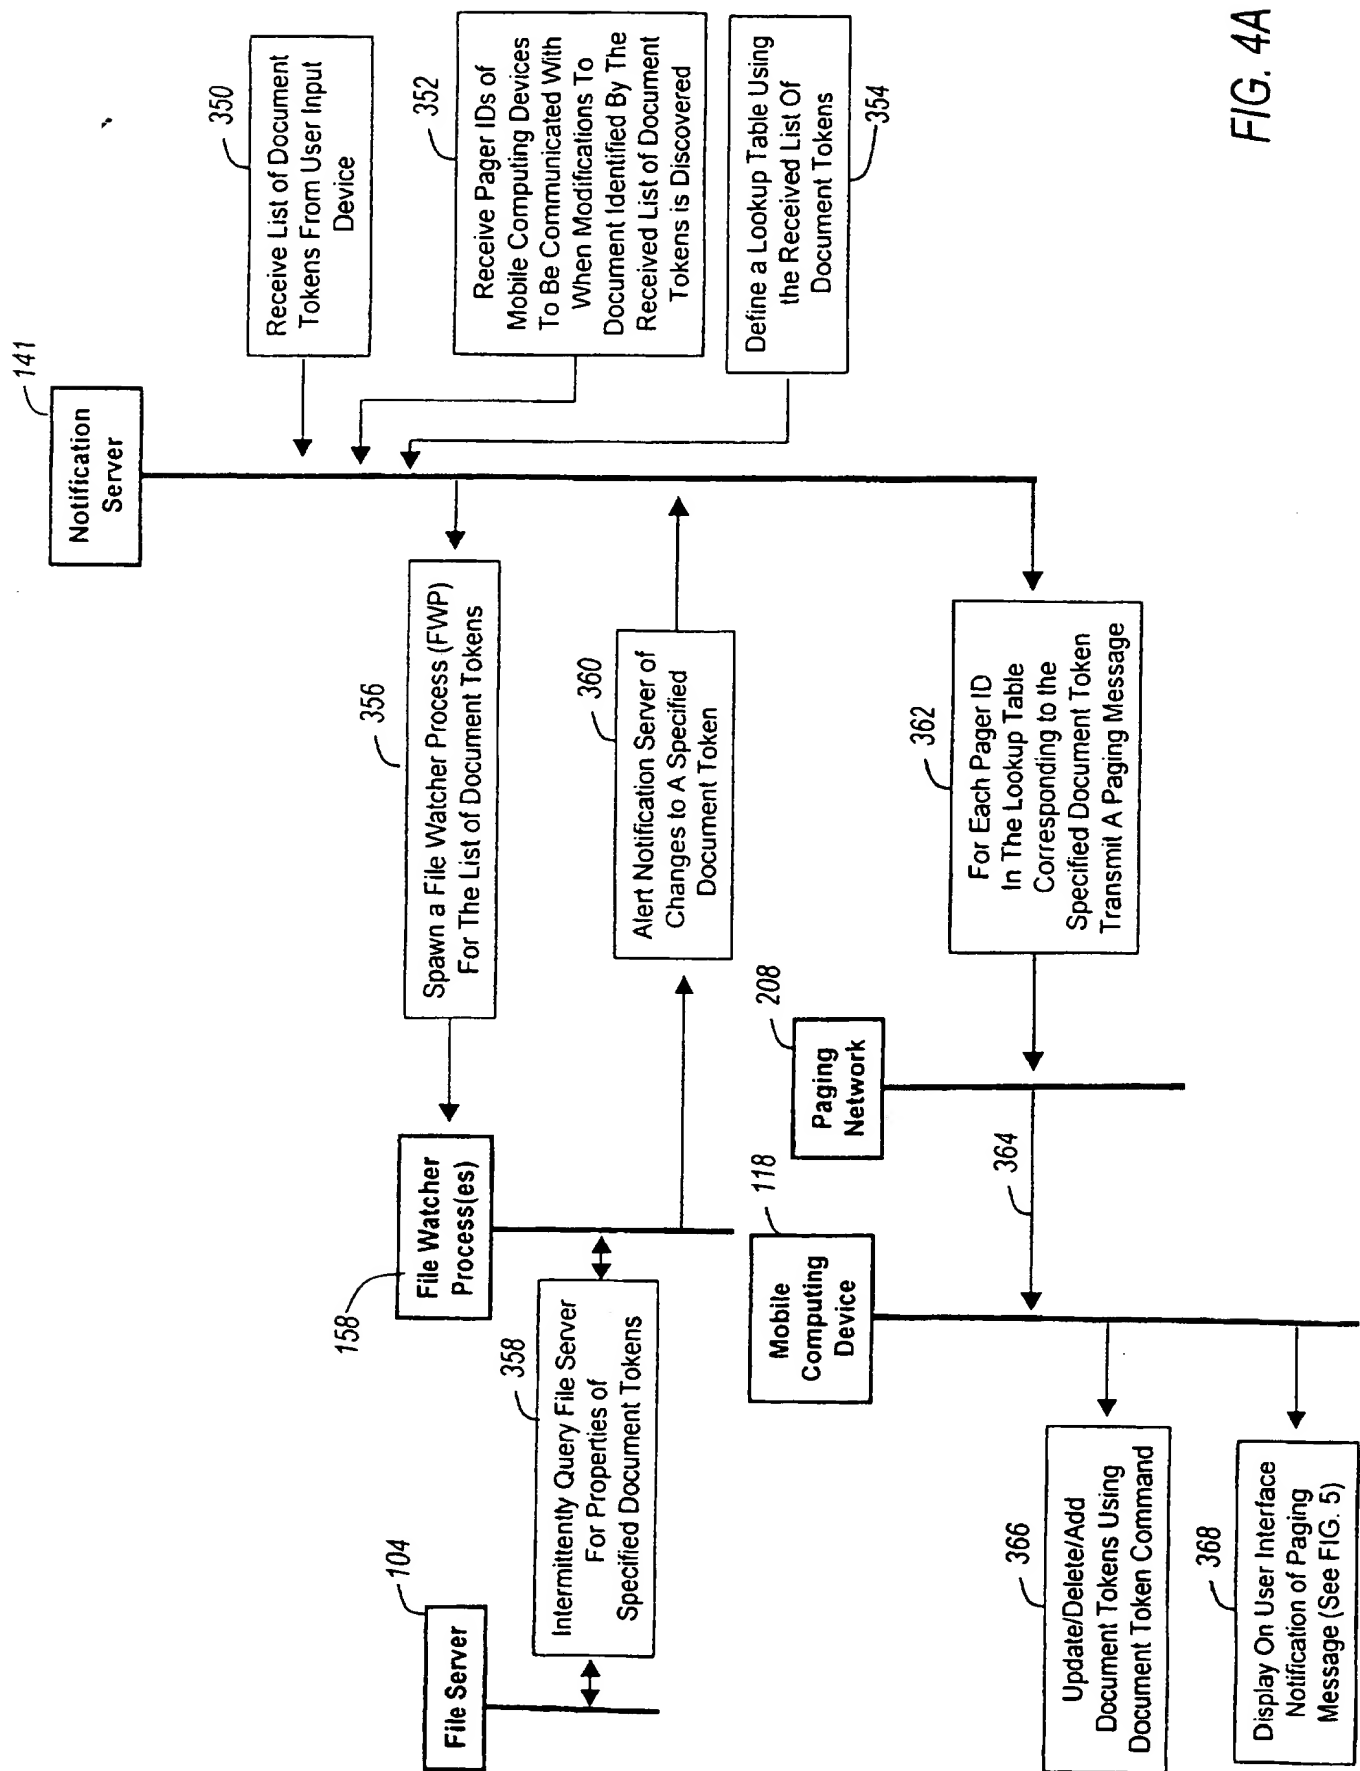 141
Notification
Server
350
Receive List of Document
Tokens From User Input
Device
352
Receive Pager IDs of
Mobile Computing Devices
To Be Communicated With
When Modifications To
Document Identified By The
Received List of Document
Tokens is Discovered
Define a Lookup Table Using
the Received List Of
Document Tokens
354
356
Spawn a File Watcher Process (FWP)
For The List of Document Tokens
158
File Watcher
Process(es)
104
File Server
358
Intermittently Query File Server
For Properties of
Specified Document Tokens
360
Alert Notification Server of
Changes to A Specified
Document Token
362
For Each Pager ID
In The Lookup Table
Corresponding to the
Specified Document Token
Transmit A Paging Message
208
Paging
Network
118
Mobile
Computing
Device
364
366
Update/Delete/Add
Document Tokens Using
Document Token Command
368
Display On User Interface
Notification of Paging
Message (See FIG. 5)
FIG. 4A